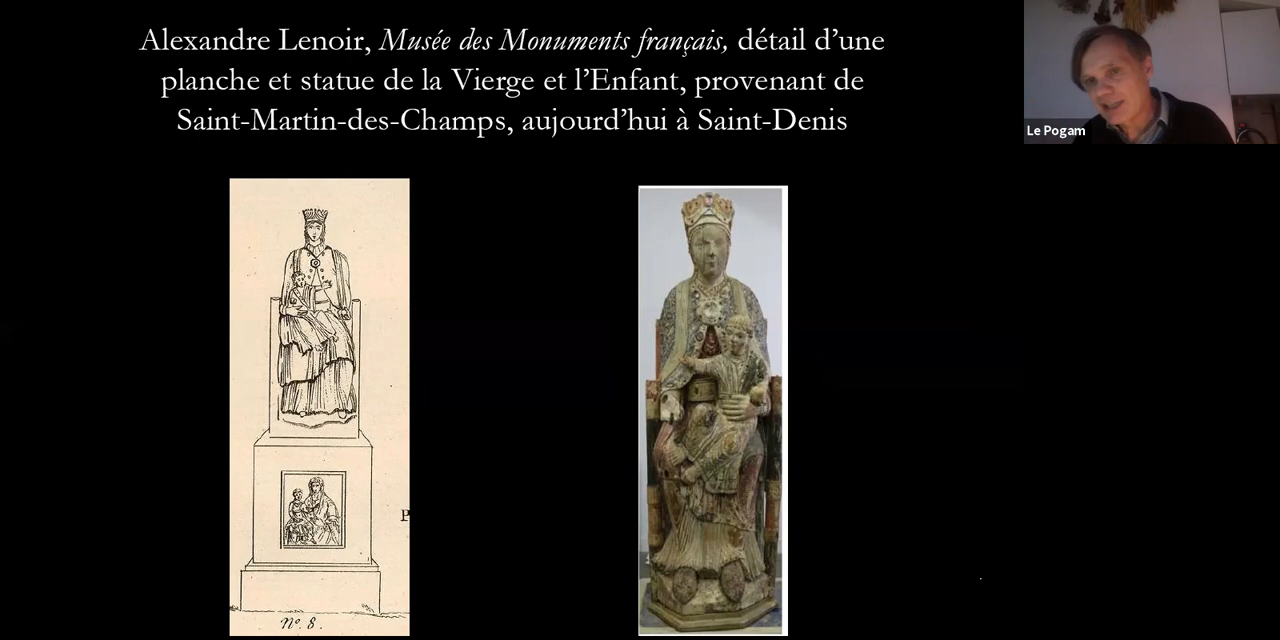 Alexandre Lenoir, Musée des Monuments français, détail d’une
planche et statue de la Vierge et l’Enfant, provenant de
Saint-Martin-des-Champs, aujourd’hui à Saint-Denis
Le Pogam
P
Nº. 8.